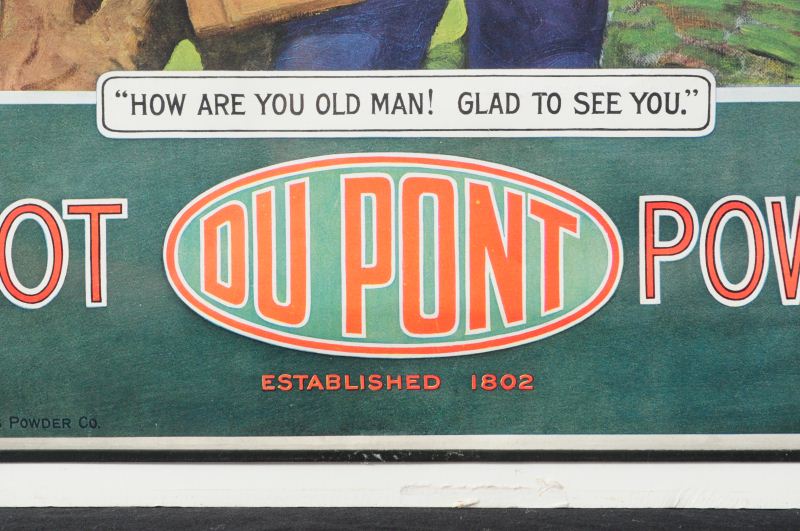 “HOW ARE YOU OLD MAN! GLAD TO SEE YOU.”
OT DU PONT POW
ESTABLISHED 1802
S POWDER CO.